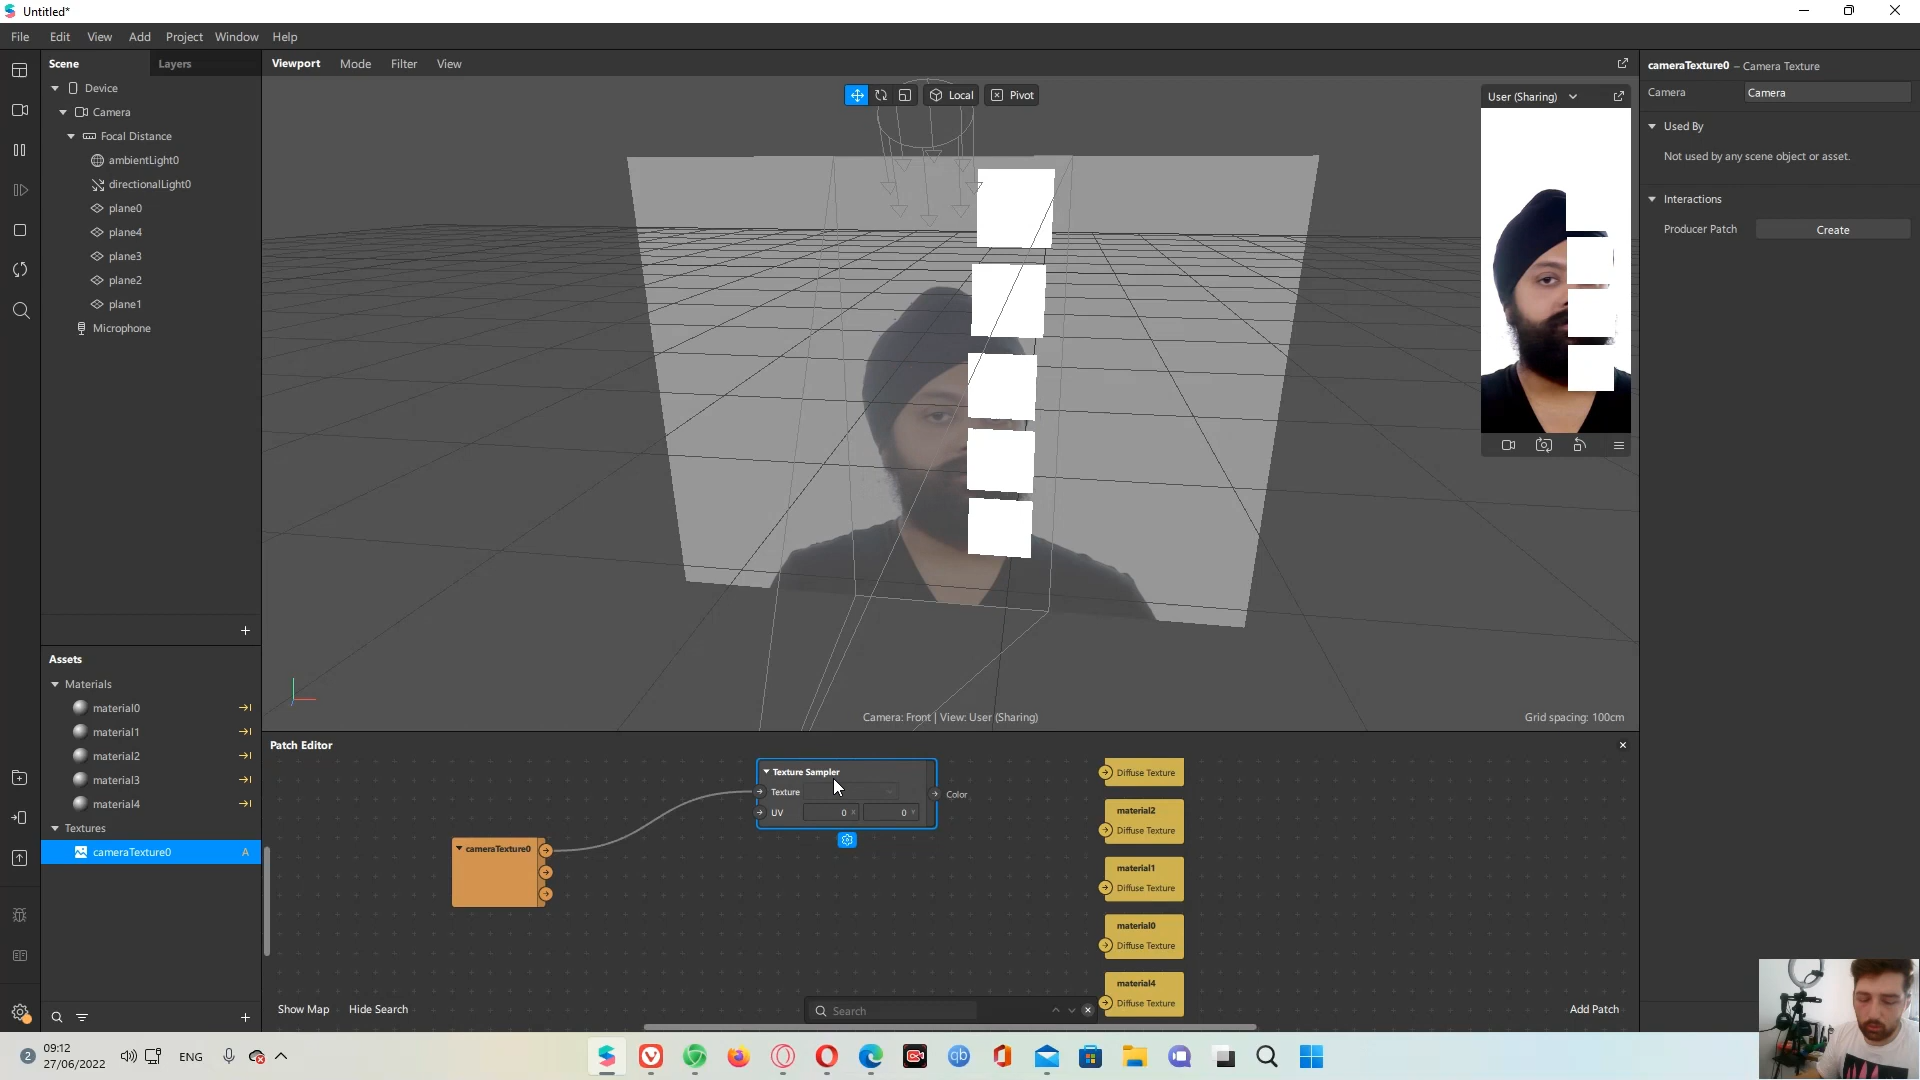 Untitled*
File Edit View Add Project Window Help
Scene Layers
Device
Camera
Focal Distance
ambientLight0
directionalLight0
plane0
plane4
plane3
plane2
plane1
Microphone
Assets
Materials
material0
material1
material2
material3
material4
Textures
cameraTexture0 A
Viewport Mode Filter View
Local Pivot
User (Sharing)
Camera: Front | View: User (Sharing)
Grid spacing: 100cm
cameraTexture0 – Camera Texture
Camera Camera
Used By
Not used by any scene object or asset.
Interactions
Producer Patch Create
Patch Editor
Texture Sampler
Texture
UV 0 X 0 Y
Color
cameraTexture0
Diffuse Texture
material2
Diffuse Texture
material1
Diffuse Texture
material0
Diffuse Texture
material4
Diffuse Texture
Show Map Hide Search
Search
Add Patch
2
09:12
27/06/2022
ENG
qb